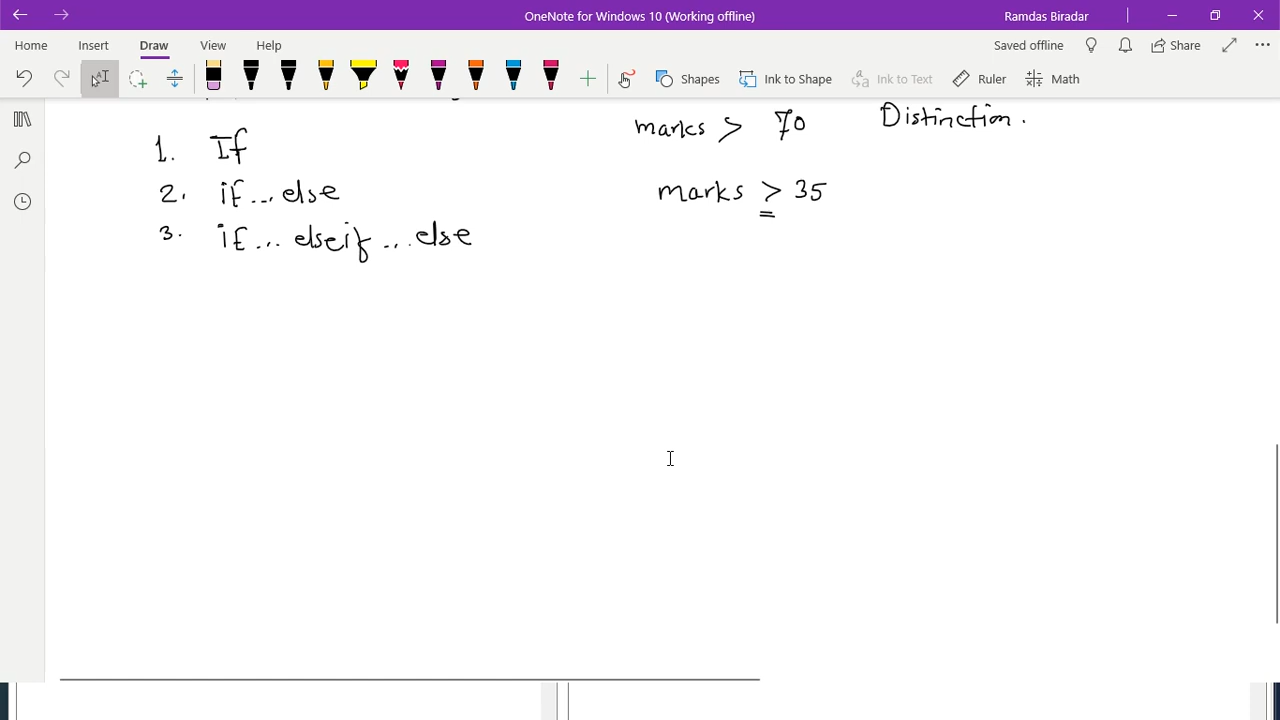 OneNote for Windows 10 (Working offline)
Ramdas Biradar
Home Insert Draw View Help
Saved offline
Share
Shapes
Ink to Shape
Ink to Text
Ruler
Math
marks > 70 Distinction.
1. If
2. if...else
marks > 35
3. if... elseif ...else